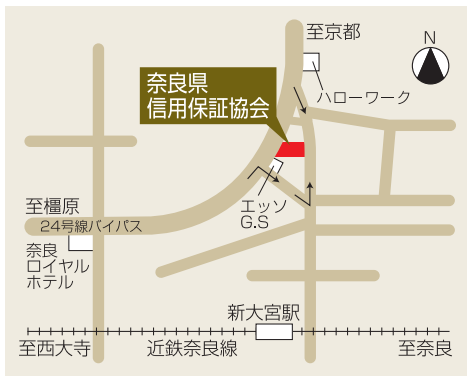 至京都
N
奈良県
信用保証協会
ハローワーク
エッソ
G.S
至橿原
24号線バイパス
奈良
ロイヤル
ホテル
新大宮駅
至西大寺
近鉄奈良線
至奈良